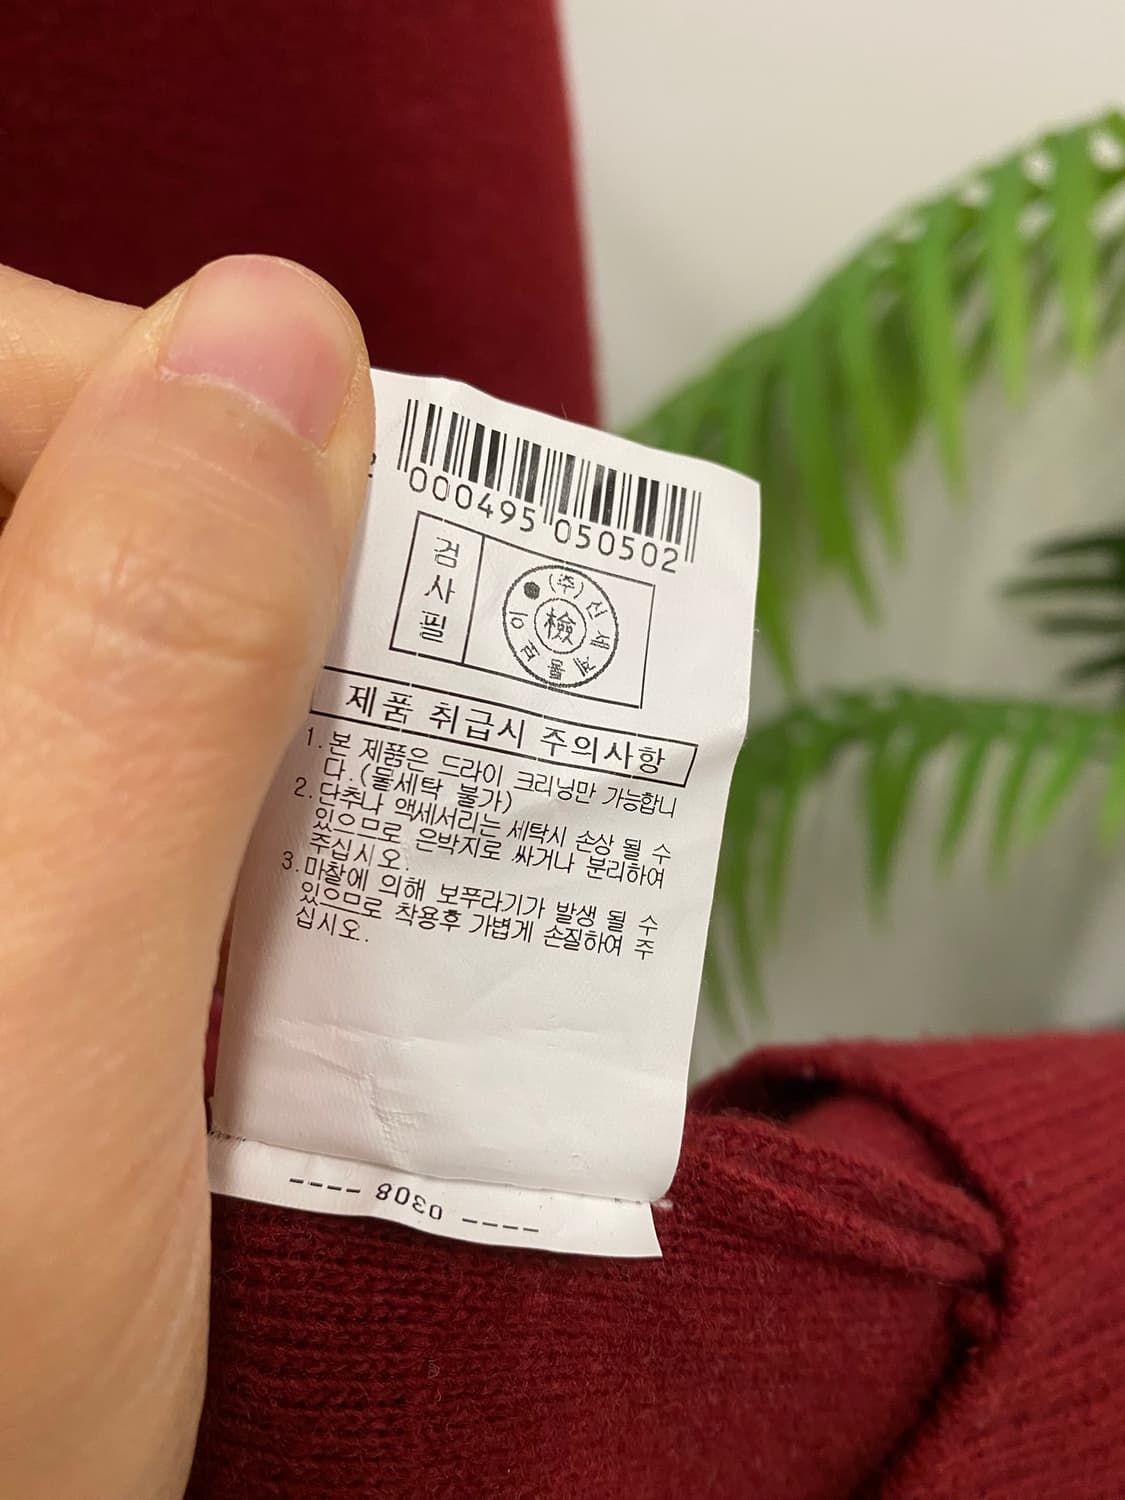 000495 050502
검사필
(주)신세계
檢
제품 취급시 주의사항
1.본 제품은 드라이 크리닝만 가능합니
다.(물세탁 불가)
2.단추나 액세서리는 세탁시 손상 될 수
있으므로 은박지로 싸거나 분리하여
주십시오.
3.마찰에 의해 보푸라기가 발생 될 수
있으므로 착용후 가볍게 손질하여 주
십시오.
---- 0308 ----